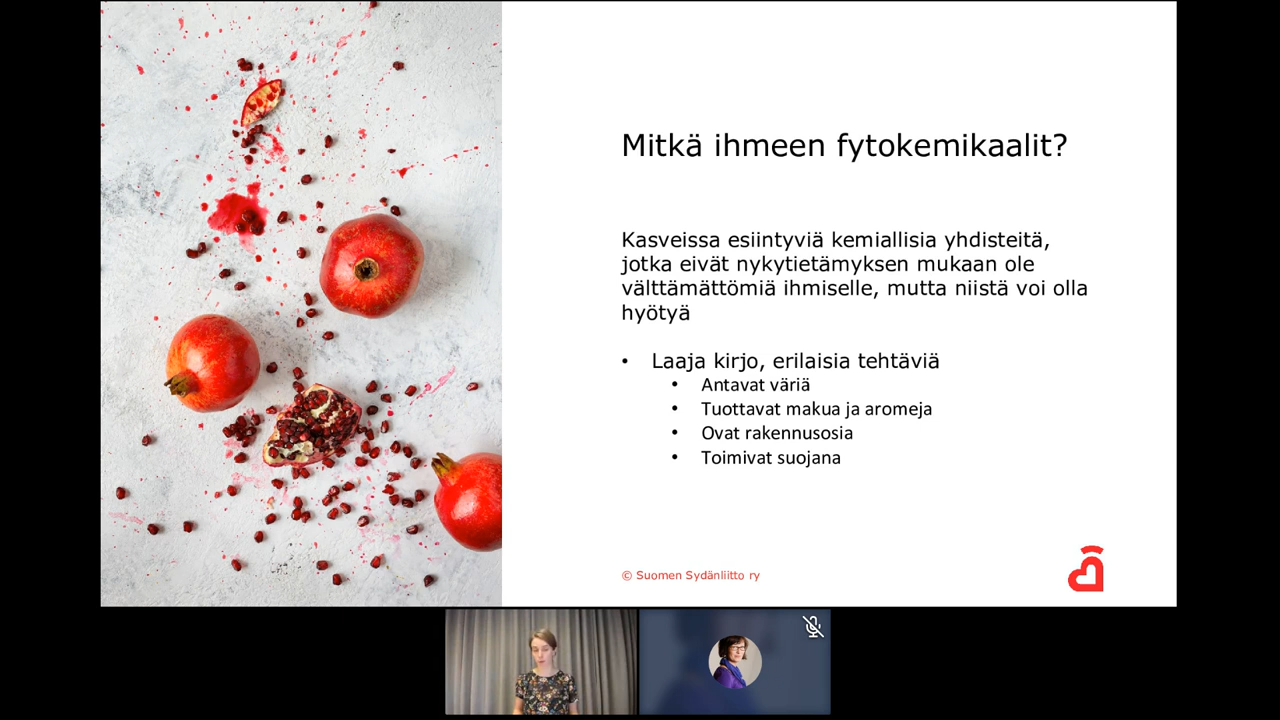 Mitkä ihmeen fytokemikaalit?
Kasveissa esiintyviä kemiallisia yhdisteitä,
jotka eivät nykytietämyksen mukaan ole
välttämättömiä ihmiselle, mutta niistä voi olla
hyötyä
• Laaja kirjo, erilaisia tehtäviä
• Antavat väriä
• Tuottavat makua ja aromeja
• Ovat rakennusosia
• Toimivat suojana
© Suomen Sydänliitto ry